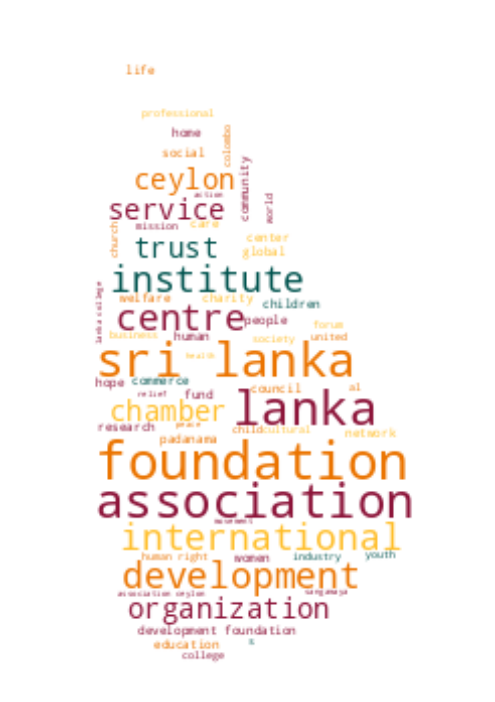 life
professional
home
colombo
social
community
ceylon
action
world
service
mission
care
church
trust
center
global
institute
lanka college
welfare
charity
children
centre
people
forum
business
human
society
united
sri lanka
health
hope
commerce
council
al
relief
fund
lanka
chamber
research
peace
child
cultural
network
padanama
foundation
association
movement
international
human right
women
industry
youth
development
association ceylon
sangamaya
organization
development foundation
education
s
college